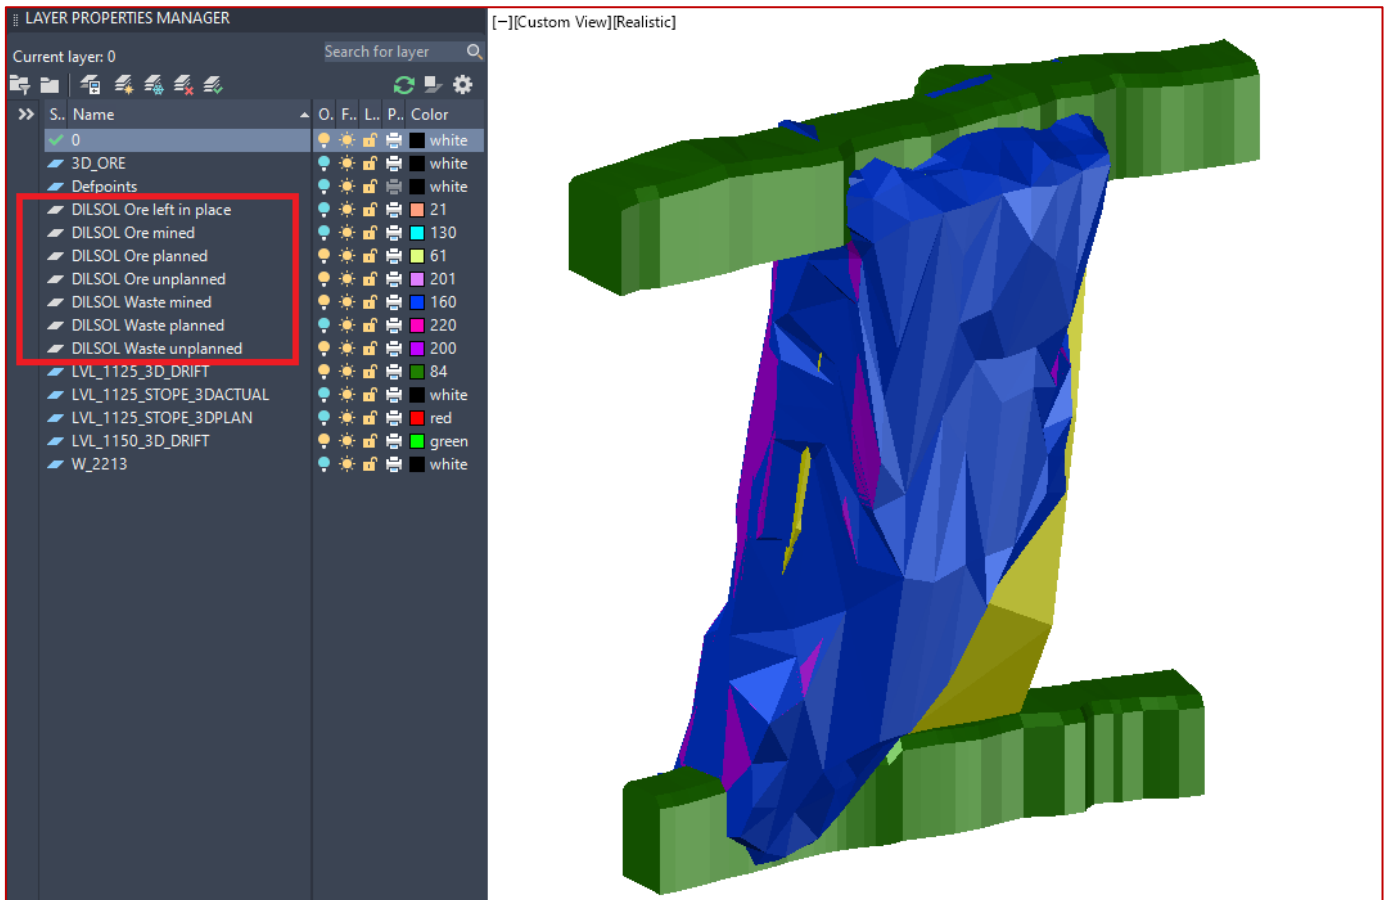 LAYER PROPERTIES MANAGER
[−][Custom View][Realistic]
Current layer: 0
Search for layer
S.. Name O. F.. L.. P.. Color
0 white
3D_ORE white
Defpoints white
DILSOL Ore left in place 21
DILSOL Ore mined 130
DILSOL Ore planned 61
DILSOL Ore unplanned 201
DILSOL Waste mined 160
DILSOL Waste planned 220
DILSOL Waste unplanned 200
LVL_1125_3D_DRIFT 84
LVL_1125_STOPE_3DACTUAL white
LVL_1125_STOPE_3DPLAN red
LVL_1150_3D_DRIFT green
W_2213 white